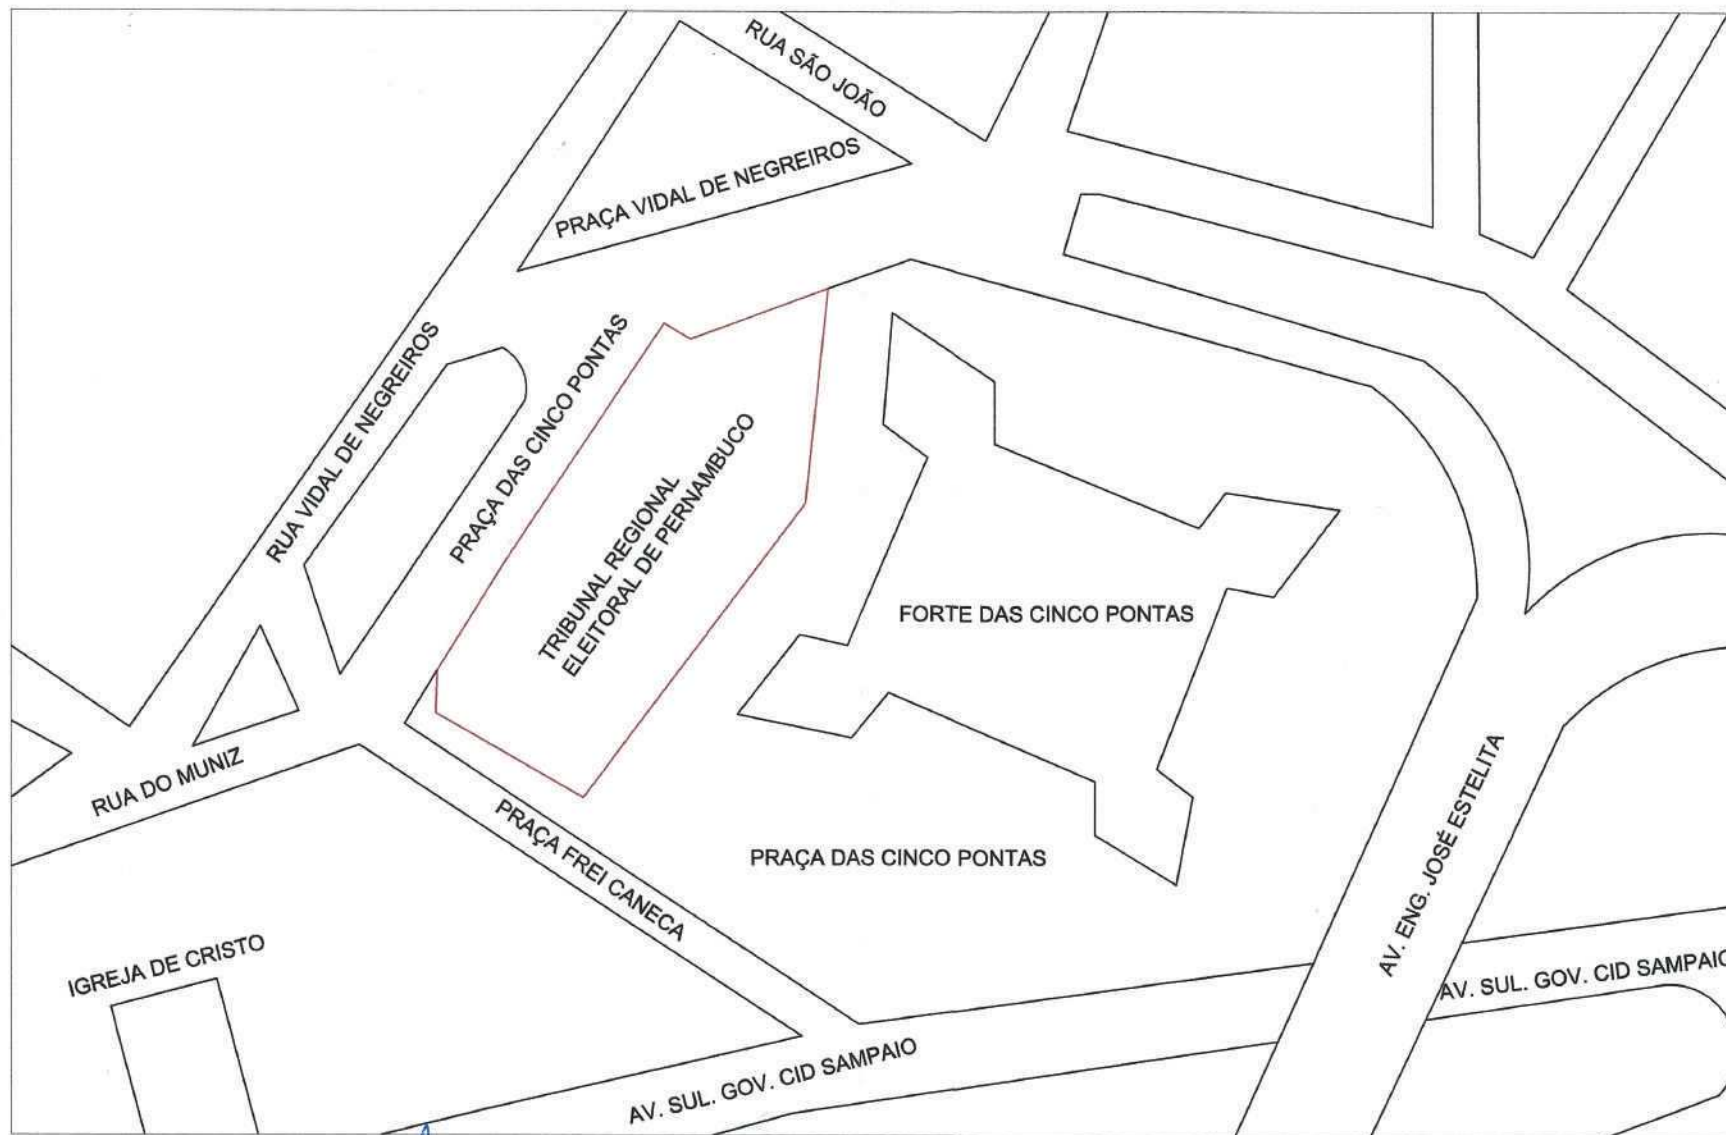 RUA SÃO JOÃO
PRAÇA VIDAL DE NEGREIROS
RUA VIDAL DE NEGREIROS
PRAÇA DAS CINCO PONTAS
TRIBUNAL REGIONAL
ELEITORAL DE PERNAMBUCO
FORTE DAS CINCO PONTAS
RUA DO MUNIZ
PRAÇA FREI CANECA
PRAÇA DAS CINCO PONTAS
AV. ENG. JOSÉ ESTELITA
IGREJA DE CRISTO
AV. SUL. GOV. CID SAMPAIO
AV. SUL. GOV. CID SAMPAIO